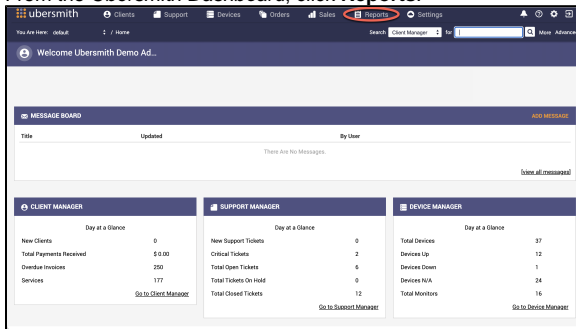 From the Ubersmith Dashboard, click Reports.
ubersmith Clients Support Devices Orders Sales Reports Settings
You Are Here: default / Home Search Client Manager for More Advance
Welcome Ubersmith Demo Ad...
MESSAGE BOARD ADD MESSAGE
Title Updated By User
There Are No Messages.
[view all messages]
CLIENT MANAGER
Day at a Glance
New Clients 0
Total Payments Received $ 0.00
Overdue Invoices 250
Services 177
Go to Client Manager
SUPPORT MANAGER
Day at a Glance
New Support Tickets 0
Critical Tickets 2
Total Open Tickets 6
Total Tickets On Hold 0
Total Closed Tickets 12
Go to Support Manager
DEVICE MANAGER
Day at a Glance
Total Devices 37
Devices Up 12
Devices Down 1
Devices N/A 24
Total Monitors 16
Go to Device Manager